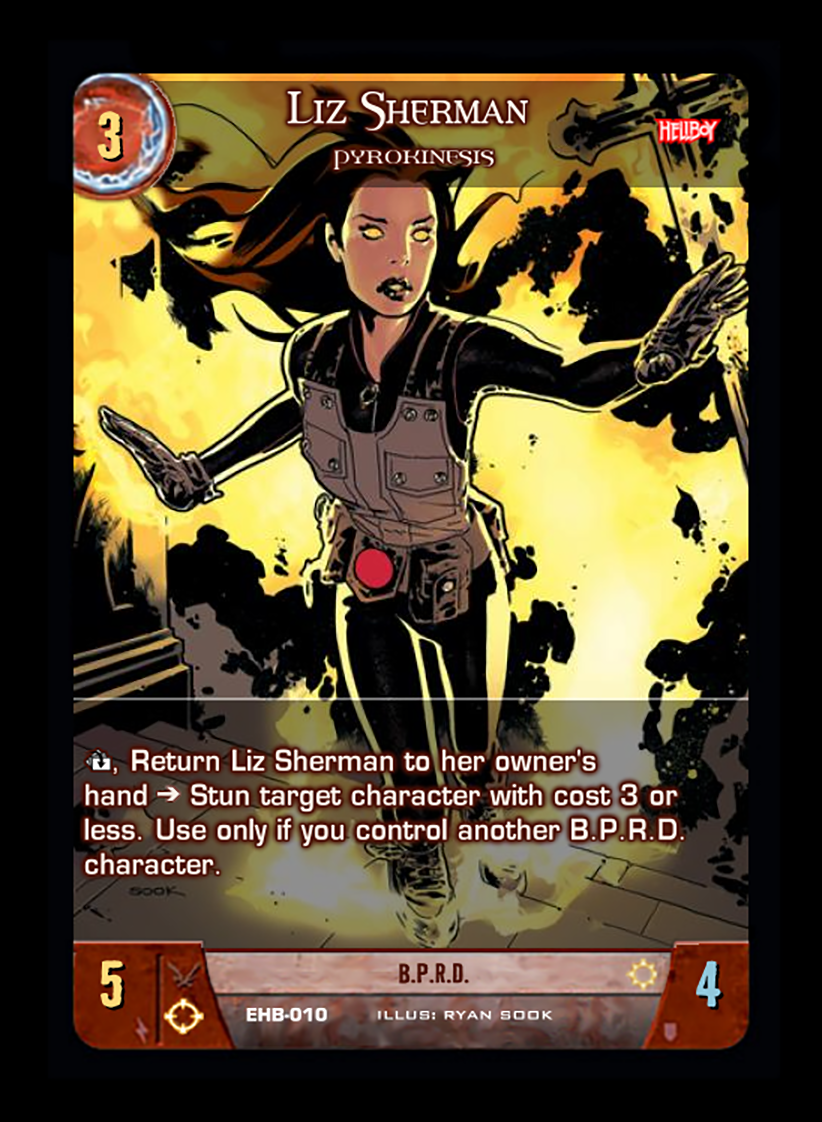 3
Liz Sherman
Pyrokinesis
HELLBOY
, Return Liz Sherman to her owner's
hand → Stun target character with cost 3 or
less. Use only if you control another B.P.R.D.
character.
SOOK
5
B.P.R.D.
4
EHB-010
ILLUS: RYAN SOOK